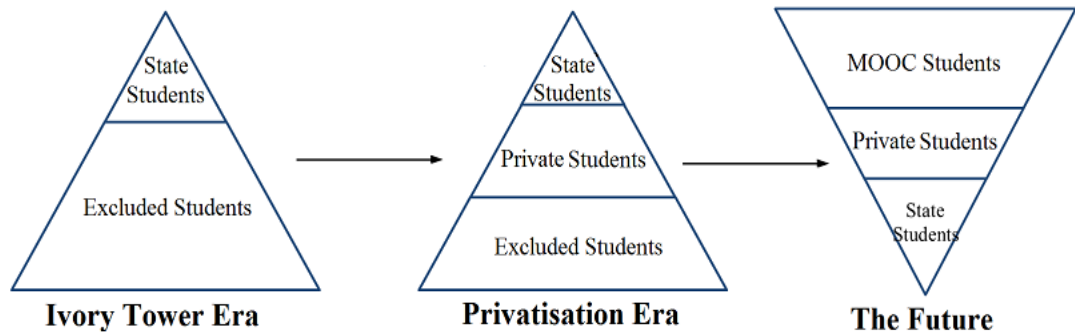 State
Students
Excluded Students
Ivory Tower Era
State
Students
Private Students
Excluded Students
Privatisation Era
MOOC Students
Private Students
State
Students
The Future